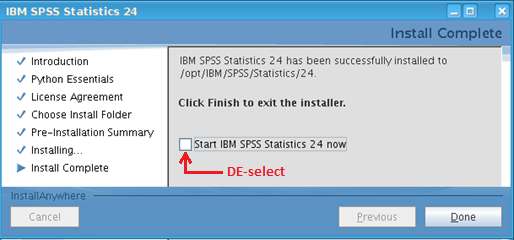 IBM SPSS Statistics 24
Install Complete
Introduction
Python Essentials
License Agreement
Choose Install Folder
Pre-Installation Summary
Installing...
Install Complete
IBM SPSS Statistics 24 has been successfully installed to
/opt/IBM/SPSS/Statistics/24.
Click Finish to exit the installer.
Start IBM SPSS Statistics 24 now
DE-select
InstallAnywhere
Cancel
Previous
Done